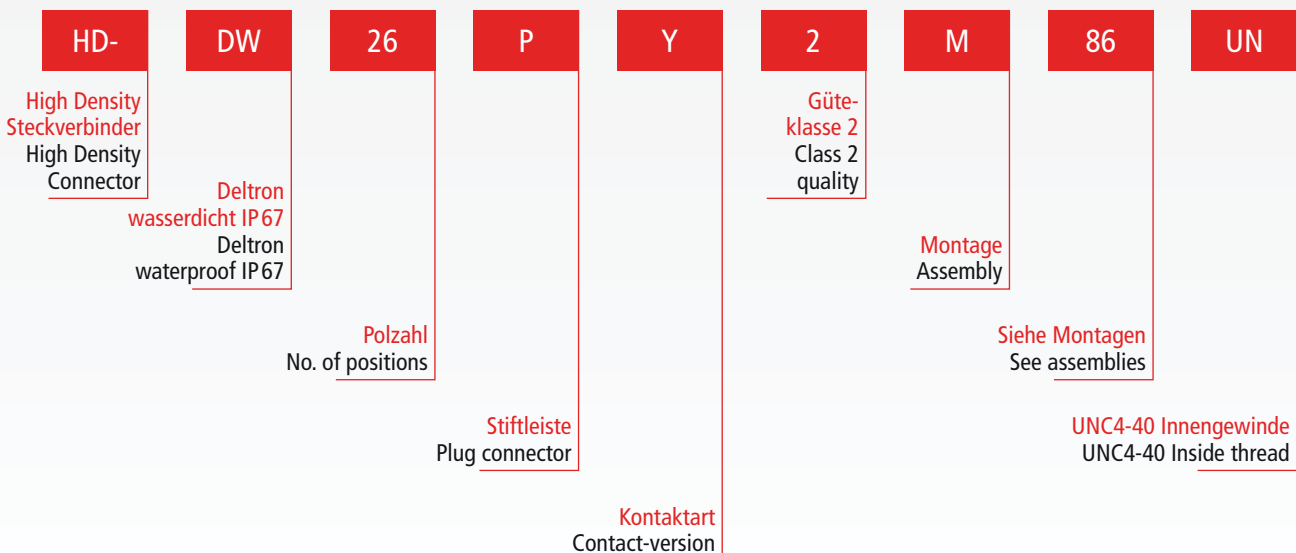 HD- DW 26 P Y 2 M 86 UN
High Density
Steckverbinder
High Density
Connector
Deltron
wasserdicht IP67
Deltron
waterproof IP67
Polzahl
No. of positions
Stiftleiste
Plug connector
Kontaktart
Contact-version
Güte-
klasse 2
Class 2
quality
Montage
Assembly
Siehe Montagen
See assemblies
UNC4-40 Innengewinde
UNC4-40 Inside thread